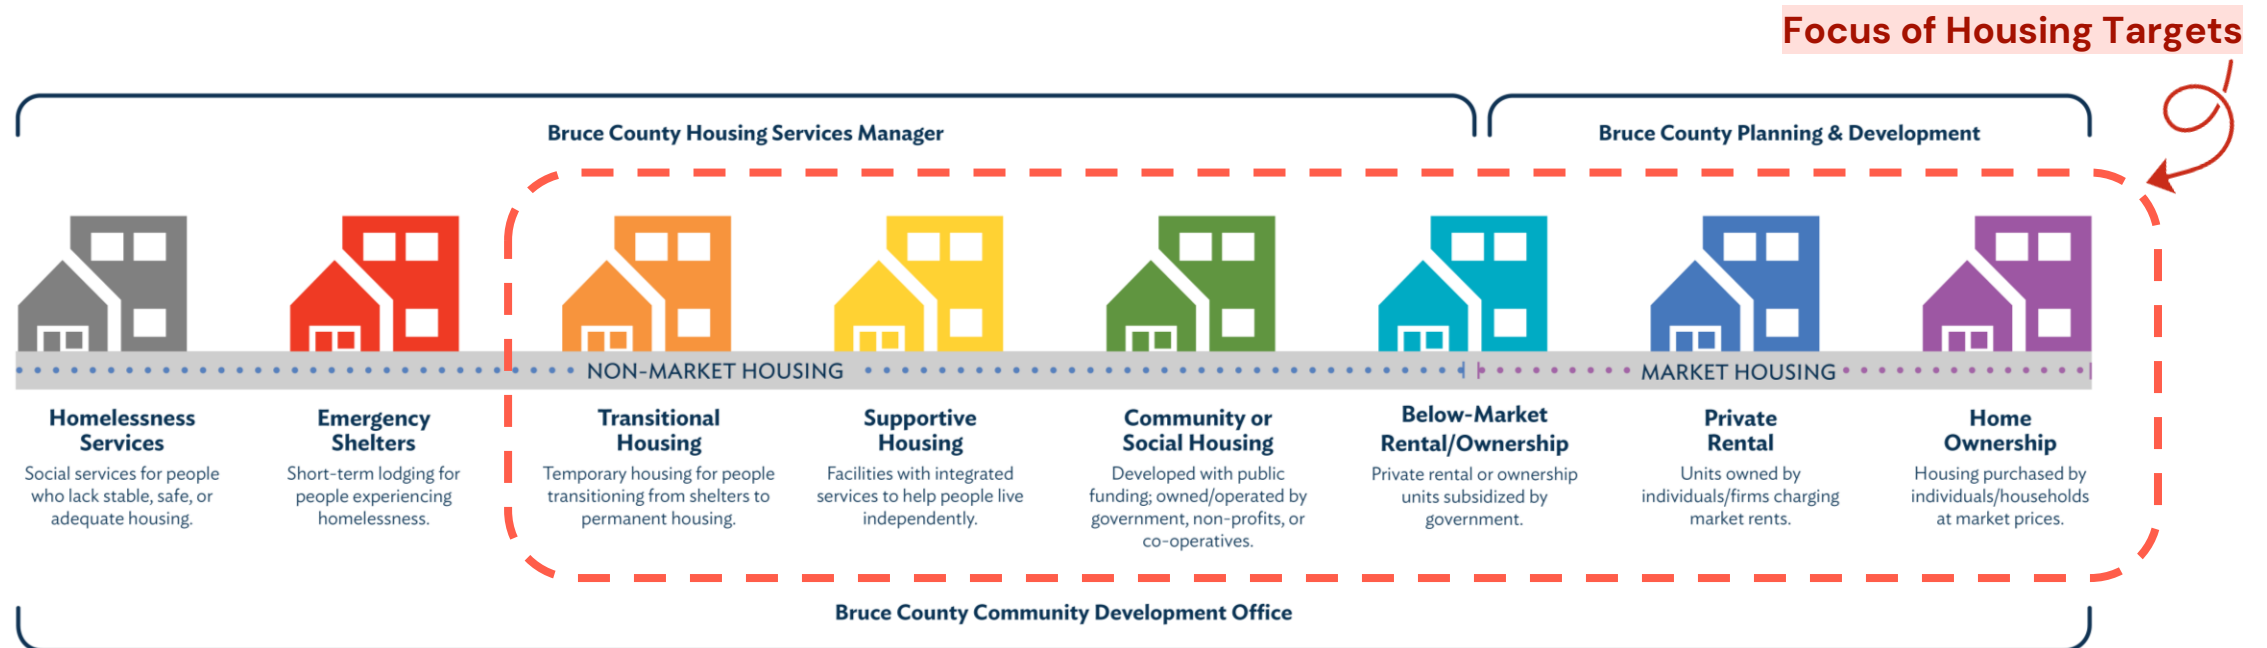 Focus of Housing Targets
Bruce County Housing Services Manager
Bruce County Planning & Development
NON-MARKET HOUSING
MARKET HOUSING
Homelessness
Services
Social services for people
who lack stable, safe, or
adequate housing.
Emergency
Shelters
Short-term lodging for
people experiencing
homelessness.
Transitional
Housing
Temporary housing for people
transitioning from shelters to
permanent housing.
Supportive
Housing
Facilities with integrated
services to help people live
independently.
Community or
Social Housing
Developed with public
funding; owned/operated by
government, non-profits, or
co-operatives.
Below-Market
Rental/Ownership
Private rental or ownership
units subsidized by
government.
Private
Rental
Units owned by
individuals/firms charging
market rents.
Home
Ownership
Housing purchased by
individuals/households
at market prices.
Bruce County Community Development Office